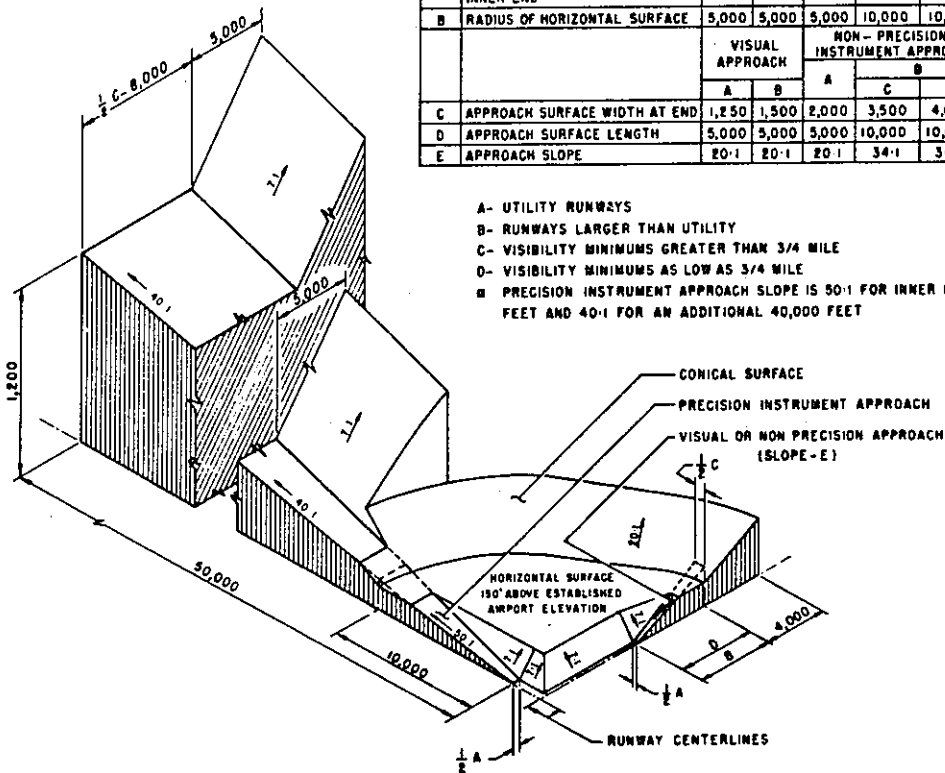 B RADIUS OF HORIZONTAL SURFACE 5,000 5,000 5,000 10,000
VISUAL APPROACH
NON-PRECISION
A B A B
C
C APPROACH SURFACE WIDTH AT END 1,250 1,500 2,000 3,500
D APPROACH SURFACE LENGTH 5,000 5,000 5,000 10,000
E APPROACH SLOPE 20:1 20:1 20:1 34:1
A- UTILITY RUNWAYS
B- RUNWAYS LARGER THAN UTILITY
C- VISIBILITY MINIMUMS GREATER THAN 3/4 MILE
D- VISIBILITY MINIMUMS AS LOW AS 3/4 MILE
PRECISION INSTRUMENT APPROACH SLOPE IS 50:1 FOR INNER
FEET AND 40:1 FOR AN ADDITIONAL 40,000 FEET
5,000
1/2 C-8,000
7:1
40:1
5,000
1,200
7:1
40:1
CONICAL SURFACE
PRECISION INSTRUMENT APPROACH
VISUAL OR NON PRECISION APPROACH
(SLOPE-E)
1/2 C
20:1
50,000
HORIZONTAL SURFACE
150' ABOVE ESTABLISHED
AIRPORT ELEVATION
50:1
7:1
7:1
7:1
7:1
10,000
4,000
D
B
1/2 A
RUNWAY CENTERLINES
1/2 A